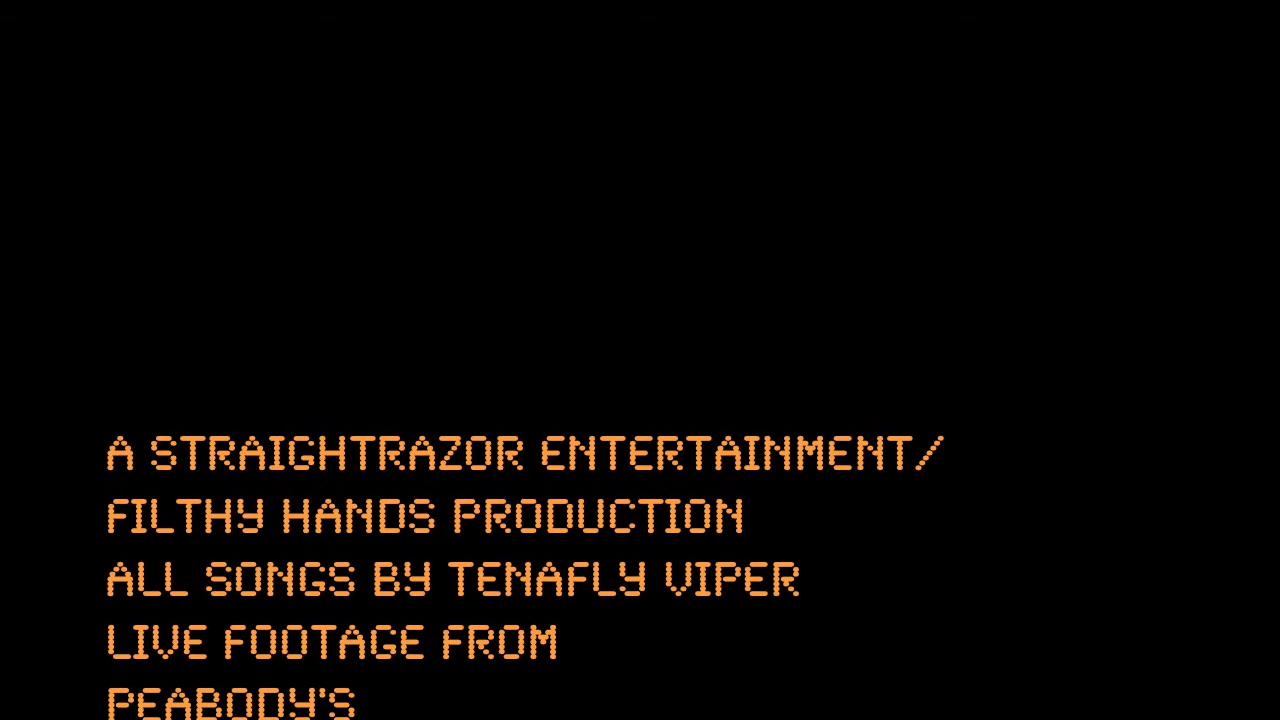 A STRAIGHTRAZOR ENTERTAINMENT/
FILTHY HANDS PRODUCTION
ALL SONGS BY TENAFLY VIPER
LIVE FOOTAGE FROM
PEABODY'S